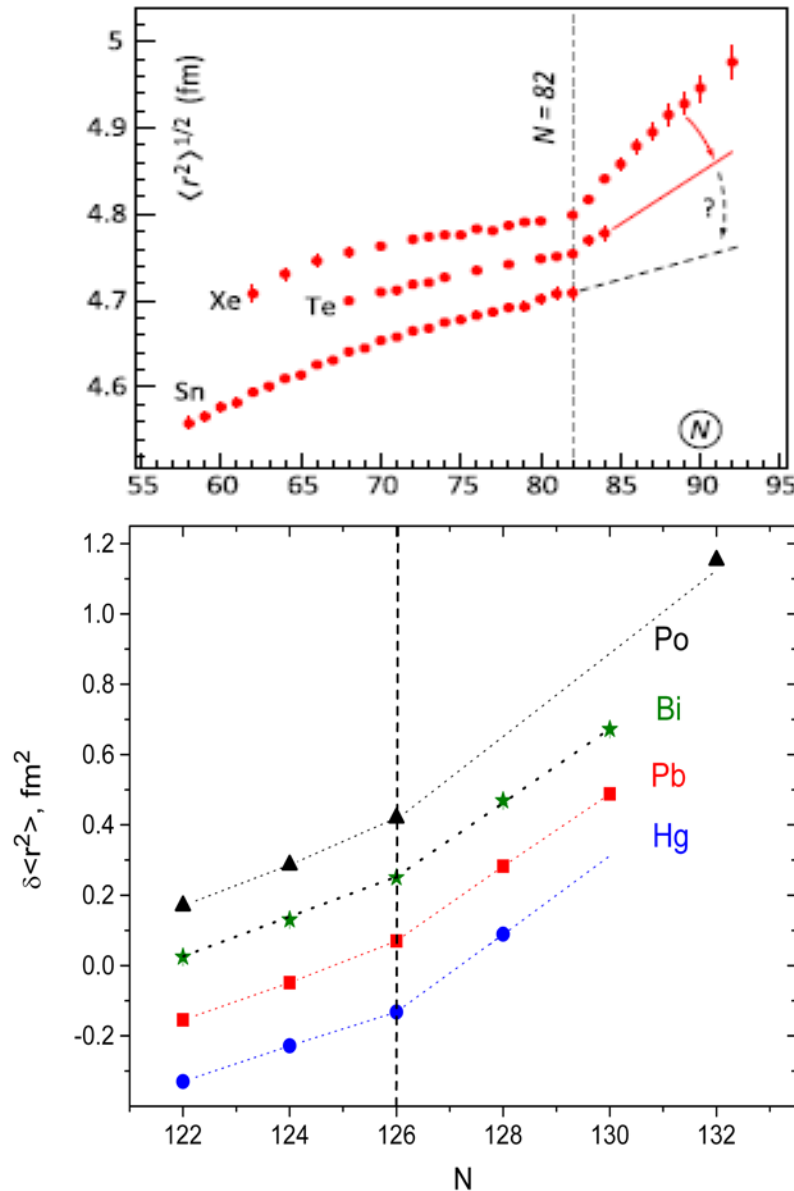 5
4.9
4.8
4.7
4.6
⟨r²⟩¹ᐟ² (fm)
N = 82
?
Xe
Te
Sn
N
55 60 65 70 75 80 85 90 95
1.2
1.0
0.8
0.6
0.4
0.2
0.0
-0.2
δ<r²>, fm²
Po
Bi
Pb
Hg
122 124 126 128 130 132
N